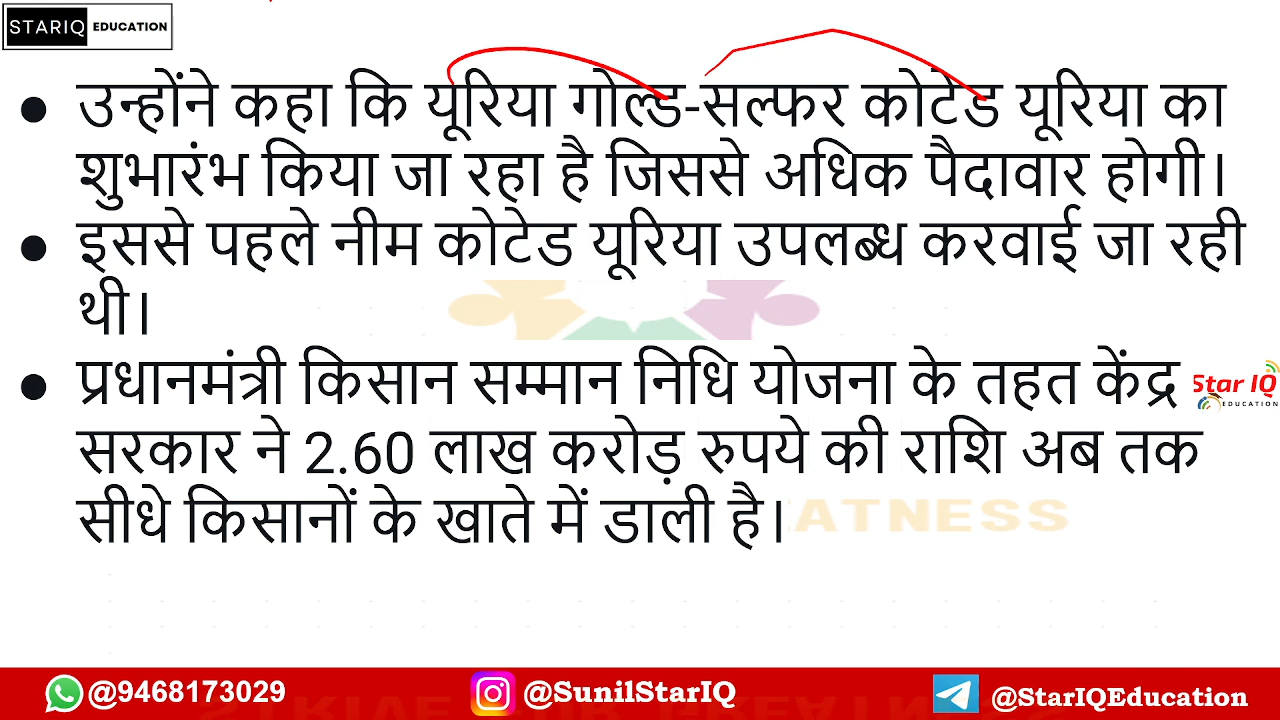 STARIQ EDUCATION
• उन्होंने कहा कि यूरिया गोल्ड-सल्फर कोटेड यूरिया का
शुभारंभ किया जा रहा है जिससे अधिक पैदावार होगी।
• इससे पहले नीम कोटेड यूरिया उपलब्ध करवाई जा रही
थी।
• प्रधानमंत्री किसान सम्मान निधि योजना के तहत केंद्र
Star IQ
EDUCATION
सरकार ने 2.60 लाख करोड़ रुपये की राशि अब तक
सीधे किसानों के खाते में डाली है।
EATNESS
@9468173029 @SunilStarIQ @StarIQEducation